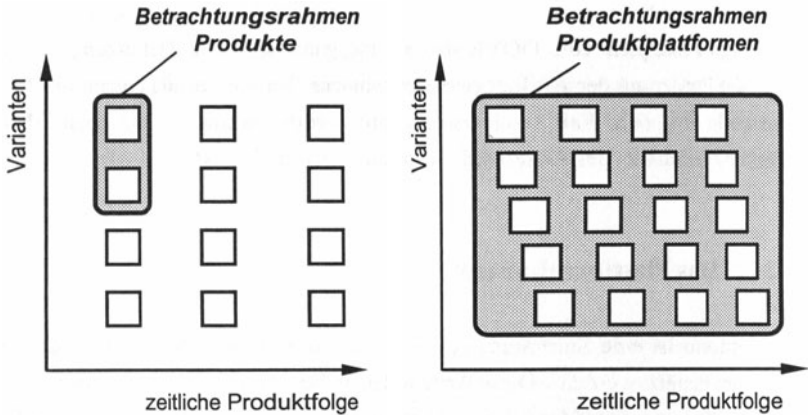 Betrachtungsrahmen
Produkte
Varianten
zeitliche Produktfolge
Betrachtungsrahmen
Produktplattformen
Varianten
zeitliche Produktfolge